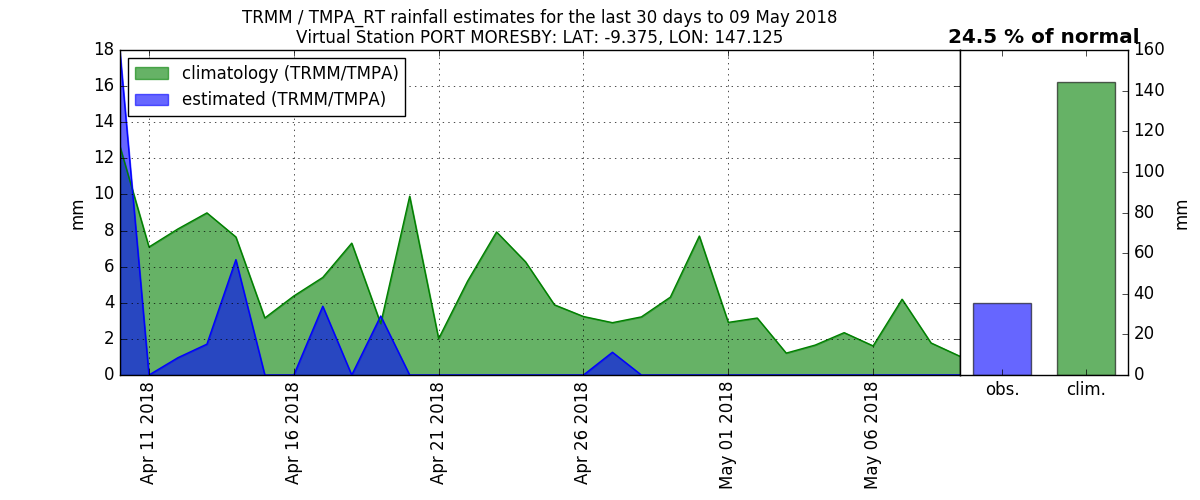 TRMM / TMPA_RT rainfall estimates for the last 30 days to 09 May 2018
Virtual Station PORT MORESBY: LAT: -9.375, LON: 147.125
24.5 % of normal
climatology (TRMM/TMPA)
estimated (TRMM/TMPA)
mm
18
16
14
12
10
8
6
4
2
0
Apr 11 2018
Apr 16 2018
Apr 21 2018
Apr 26 2018
May 01 2018
May 06 2018
obs.
clim.
160
140
120
100
80
60
40
20
0
mm